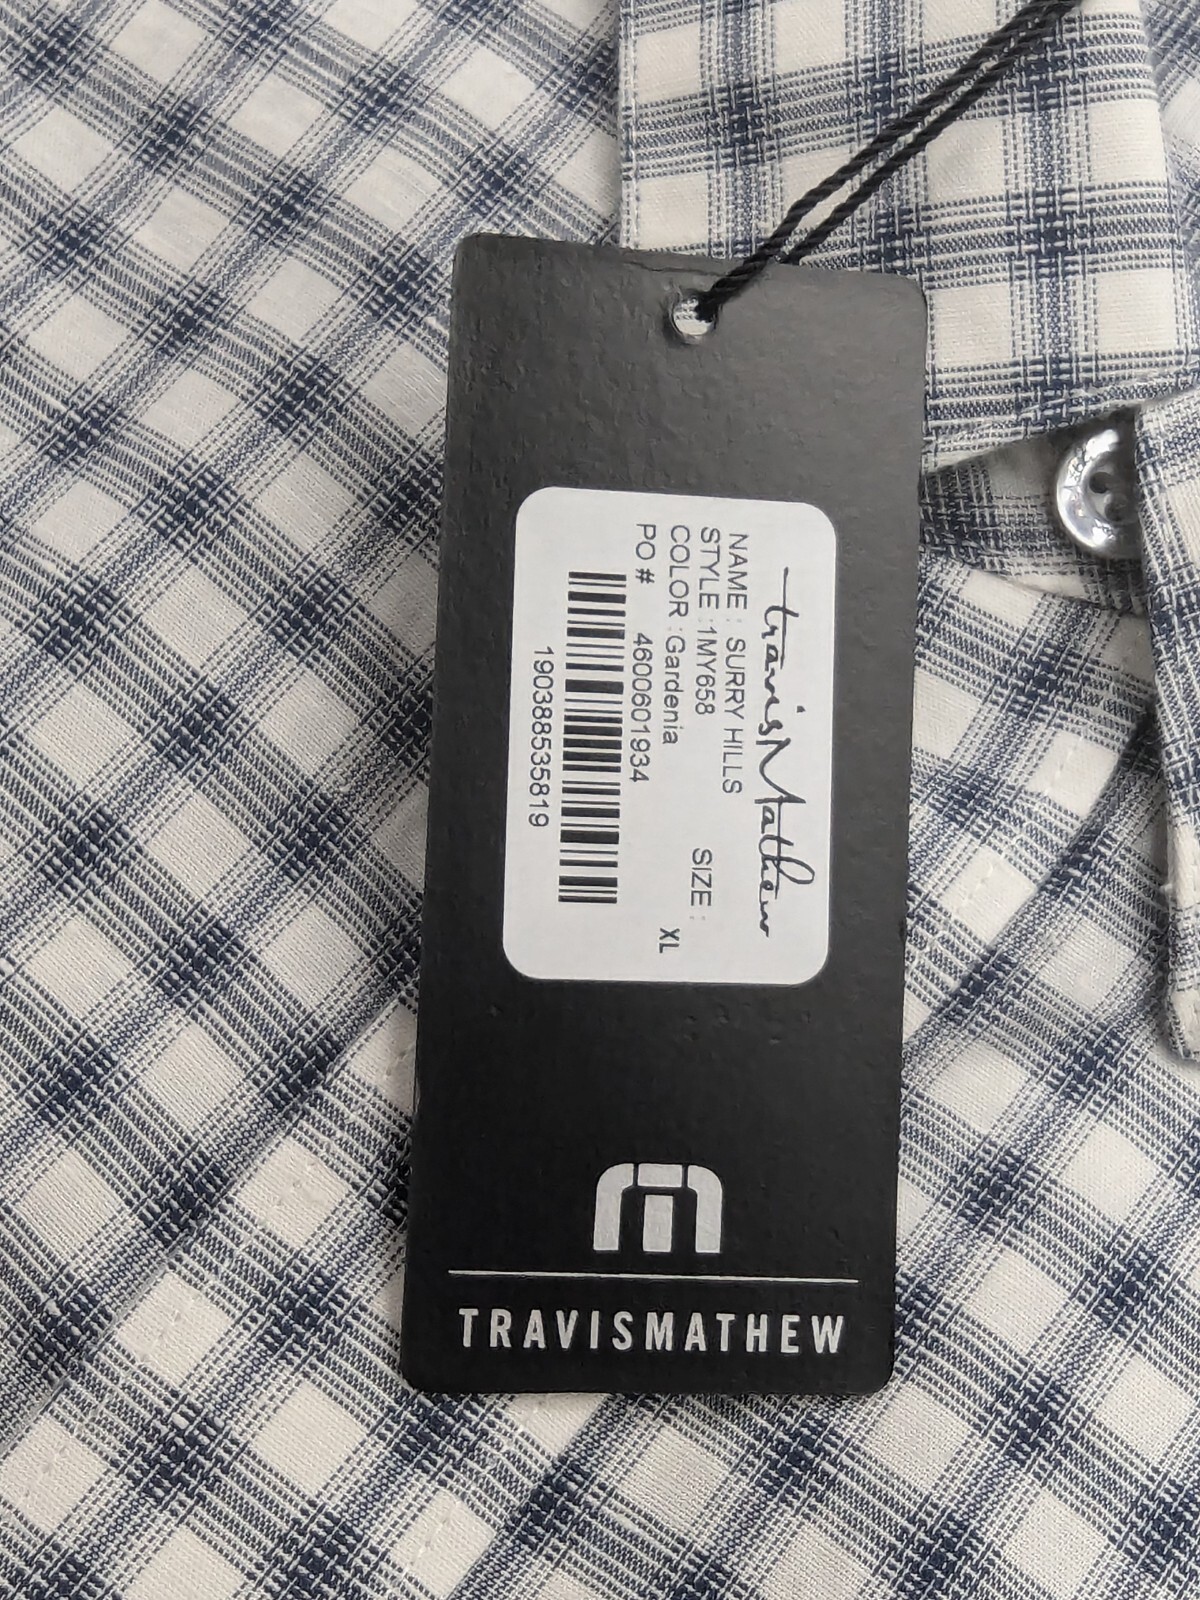 travisMathew
NAME : SURRY HILLS
STYLE : 1MY658
SIZE :
COLOR : Gardenia
XL
PO # 4600601934
190388535819
TRAVISMATHEW